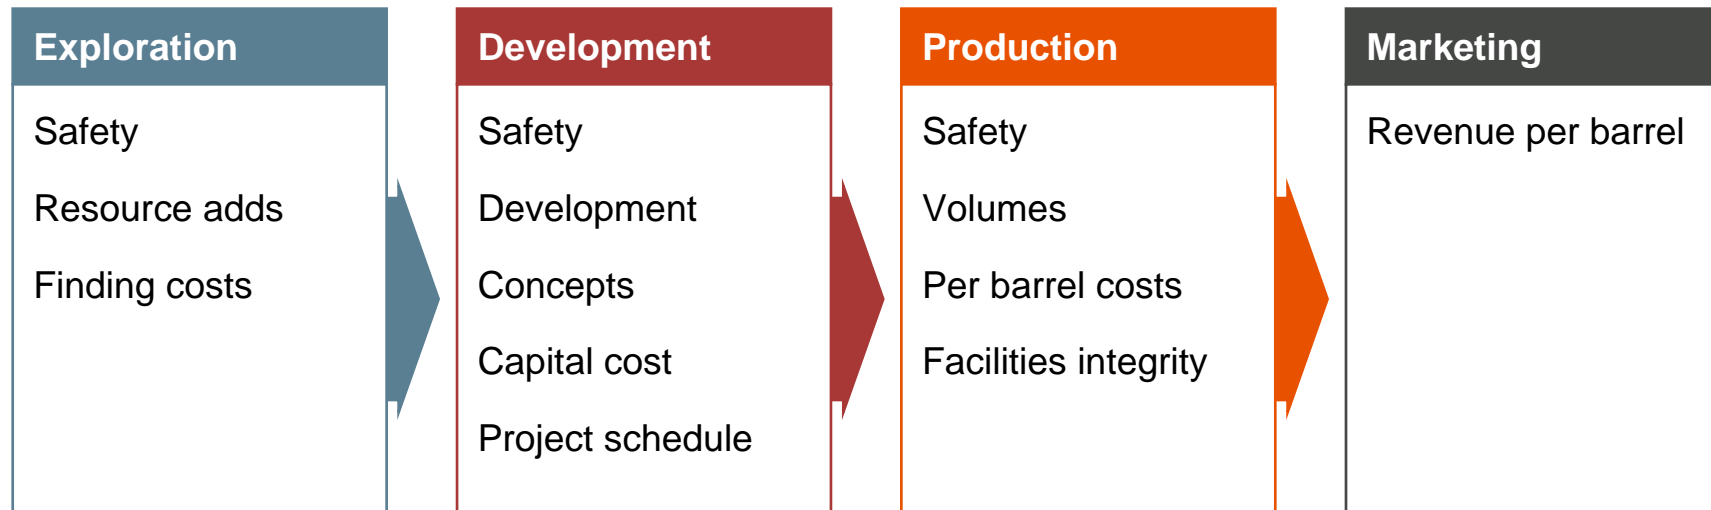 Exploration
Safety
Resource adds
Finding costs
Development
Safety
Development
Concepts
Capital cost
Project schedule
Production
Safety
Volumes
Per barrel costs
Facilities integrity
Marketing
Revenue per barrel